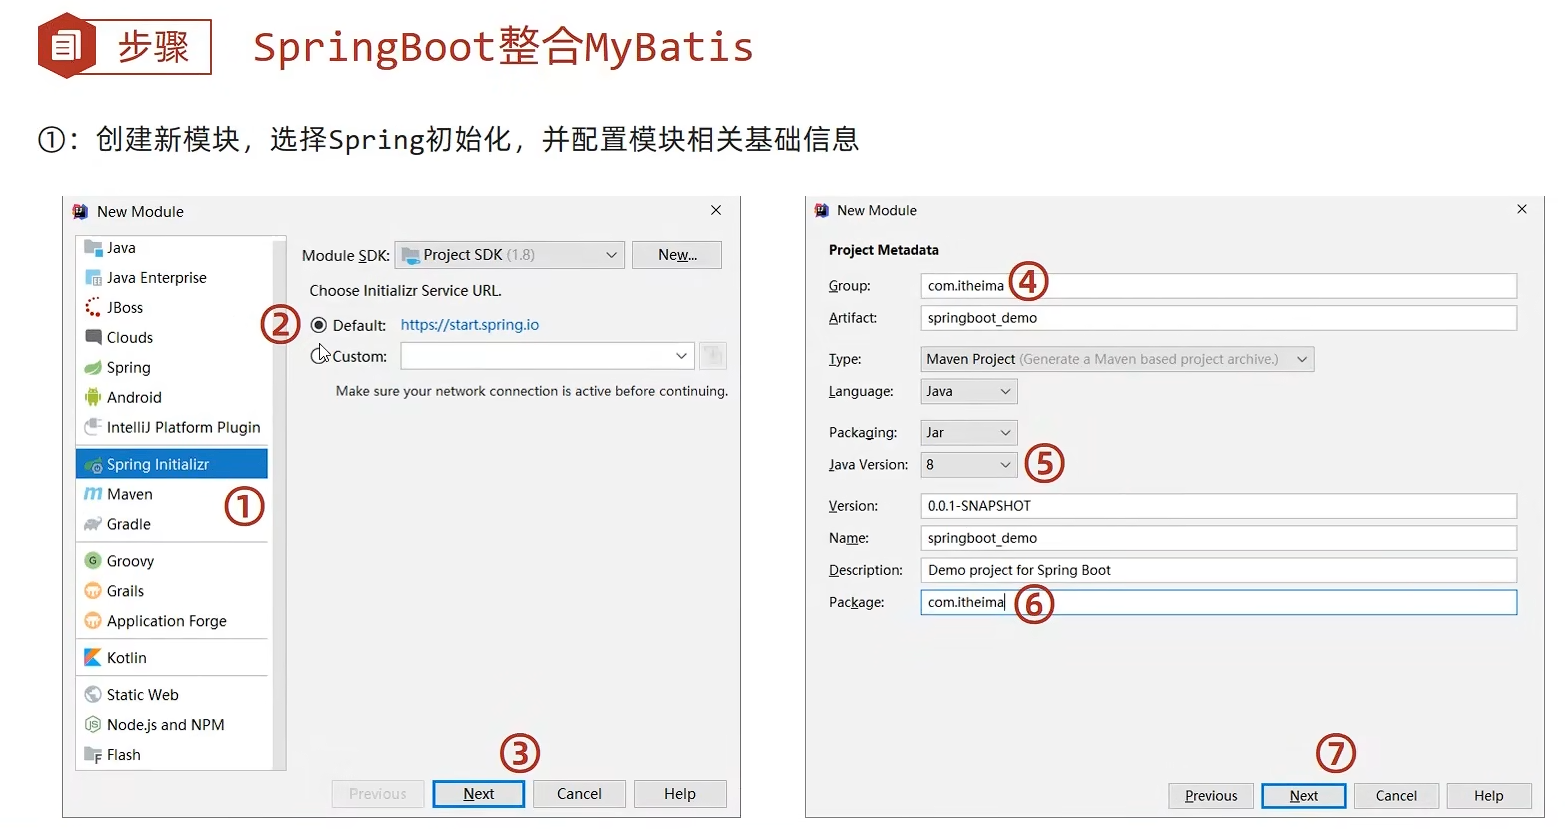 步骤 SpringBoot整合MyBatis
①：创建新模块，选择Spring初始化，并配置模块相关基础信息
New Module
Java
Java Enterprise
JBoss
Clouds
Spring
Android
IntelliJ Platform Plugin
Spring Initializr
①
Maven
Gradle
Groovy
Grails
Application Forge
Kotlin
Static Web
Node.js and NPM
Flash
Module SDK: Project SDK (1.8) New...
Choose Initializr Service URL.
② Default: https://start.spring.io
Custom:
Make sure your network connection is active before continuing.
③
Previous Next Cancel Help
New Module
Project Metadata
Group: com.itheima ④
Artifact: springboot_demo
Type: Maven Project (Generate a Maven based project archive.)
Language: Java
Packaging: Jar
Java Version: 8 ⑤
Version: 0.0.1-SNAPSHOT
Name: springboot_demo
Description: Demo project for Spring Boot
Package: com.itheima ⑥
⑦
Previous Next Cancel Help